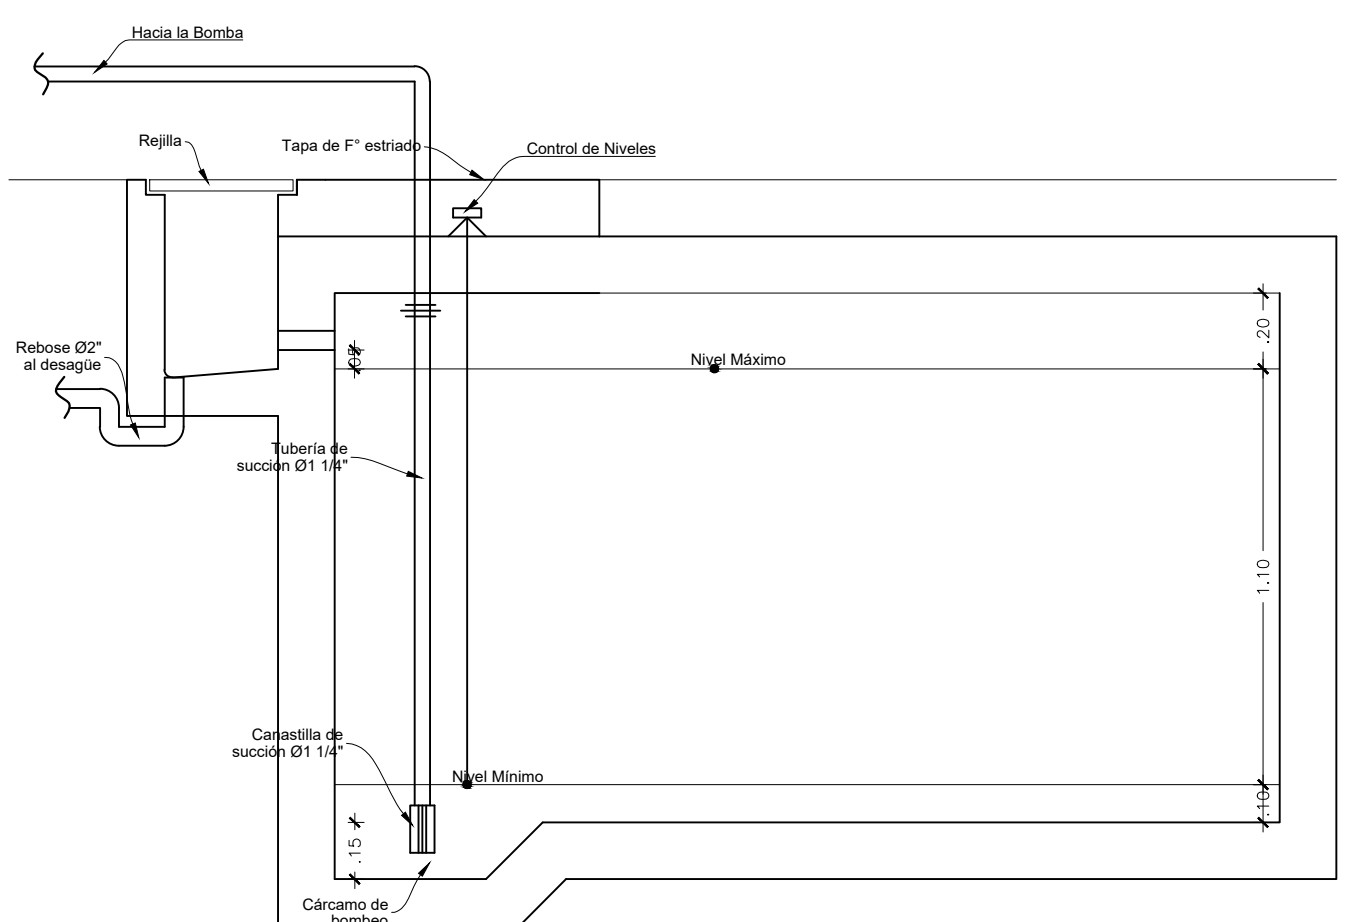 Hacia la Bomba
Rejilla
Tapa de F° estriado
Control de Niveles
.20
Rebose Ø2"
al desagüe
.05
Nivel Máximo
Tubería de
succión Ø1 1/4"
1.10
Canastilla de
succión Ø1 1/4"
Nivel Mínimo
.10
.15
Cárcamo de
bombeo